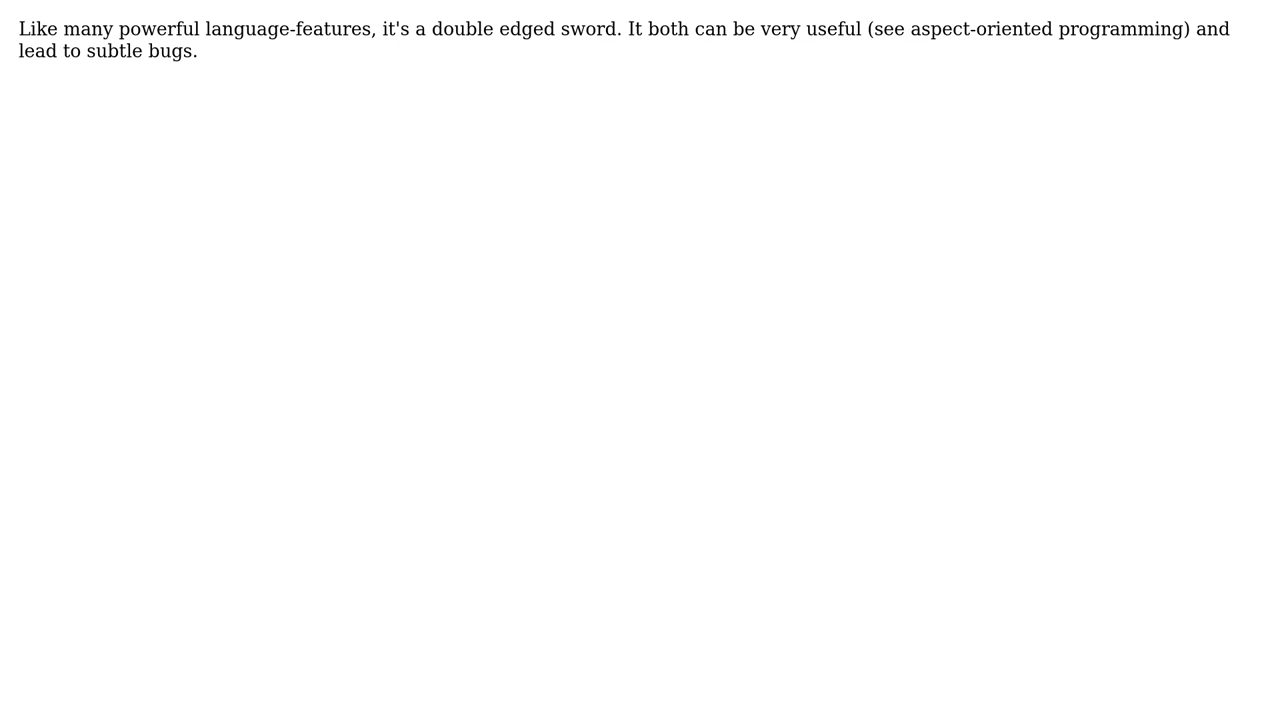 Like many powerful language-features, it's a double edged sword. It both can be very useful (see aspect-oriented programming) and
lead to subtle bugs.